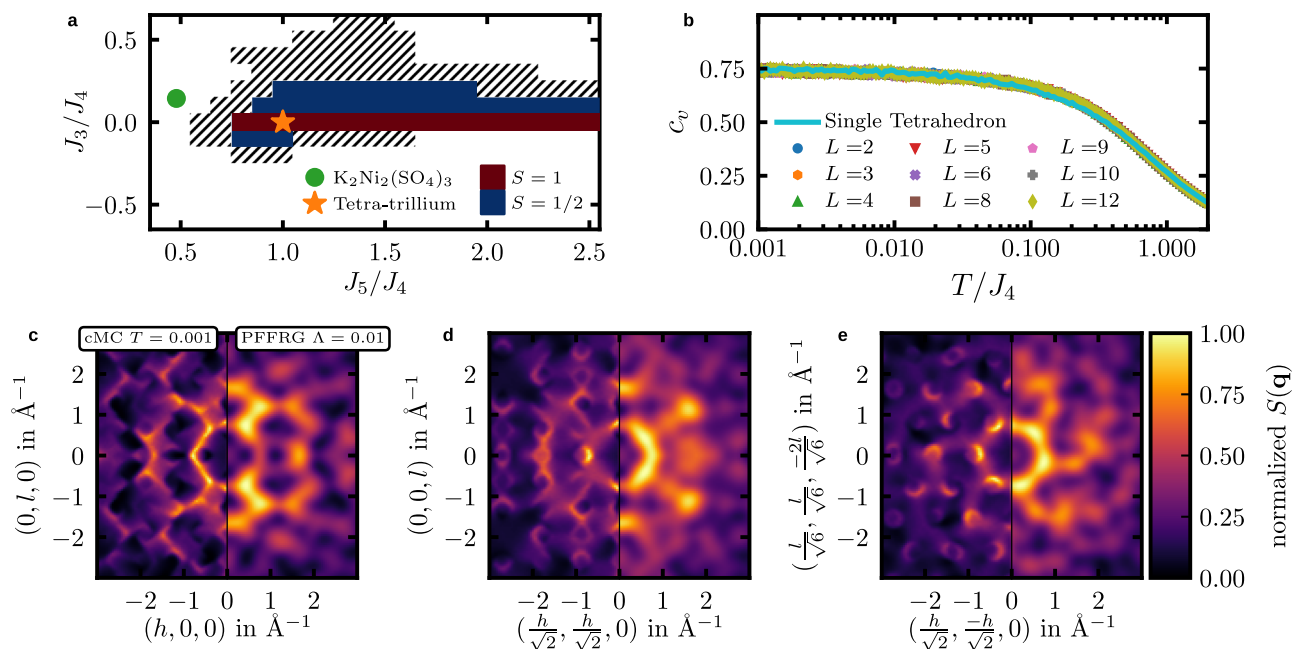 a
0.5
0.0
−0.5
J₃/J₄
K₂Ni₂(SO₄)₃
Tetra-trillium
S = 1
S = 1/2
0.5 1.0 1.5 2.0 2.5
J₅/J₄
b
0.75
0.50
0.25
0.00
c_v
Single Tetrahedron
L =2 L =5 L =9
L =3 L =6 L =10
L =4 L =8 L =12
0.001 0.010 0.100 1.000
T/J₄
c
cMC T = 0.001
PFFRG Λ = 0.01
2
1
0
−1
−2
(0, l, 0) in Å⁻¹
−2 −1 0 1 2
(h, 0, 0) in Å⁻¹
d
2
1
0
−1
−2
(0, 0, l) in Å⁻¹
−2 −1 0 1 2
(h/√2, h/√2, 0) in Å⁻¹
e
2
1
0
−1
−2
(l/√6, l/√6, −2l/√6) in Å⁻¹
−2 −1 0 1 2
(h/√2, −h/√2, 0) in Å⁻¹
1.00
0.75
0.50
0.25
0.00
normalized S(q)